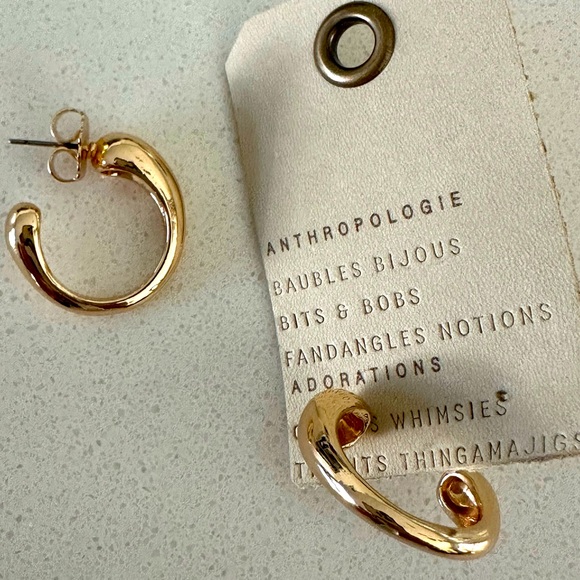 ANTHROPOLOGIE
BAUBLES BIJOUS
BITS & BOBS
FANDANGLES NOTIONS
ADORATIONS
WHIMSIES
THINGAMAJIGS